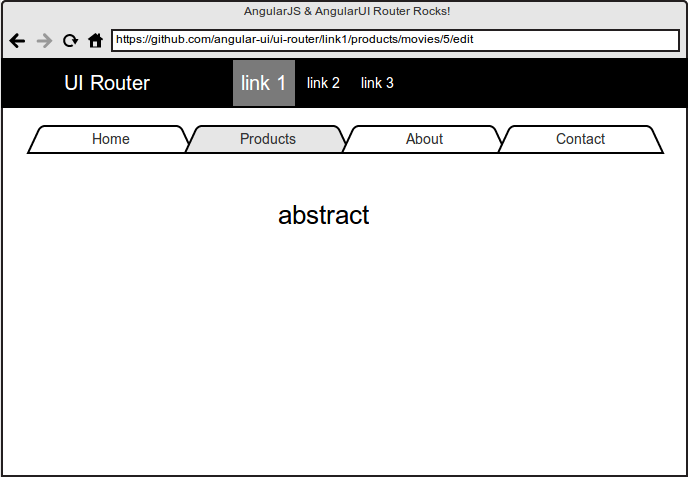 AngularJS & AngularUI Router Rocks!
https://github.com/angular-ui/ui-router/link1/products/movies/5/edit
UI Router link 1 link 2 link 3
Home Products About Contact
abstract